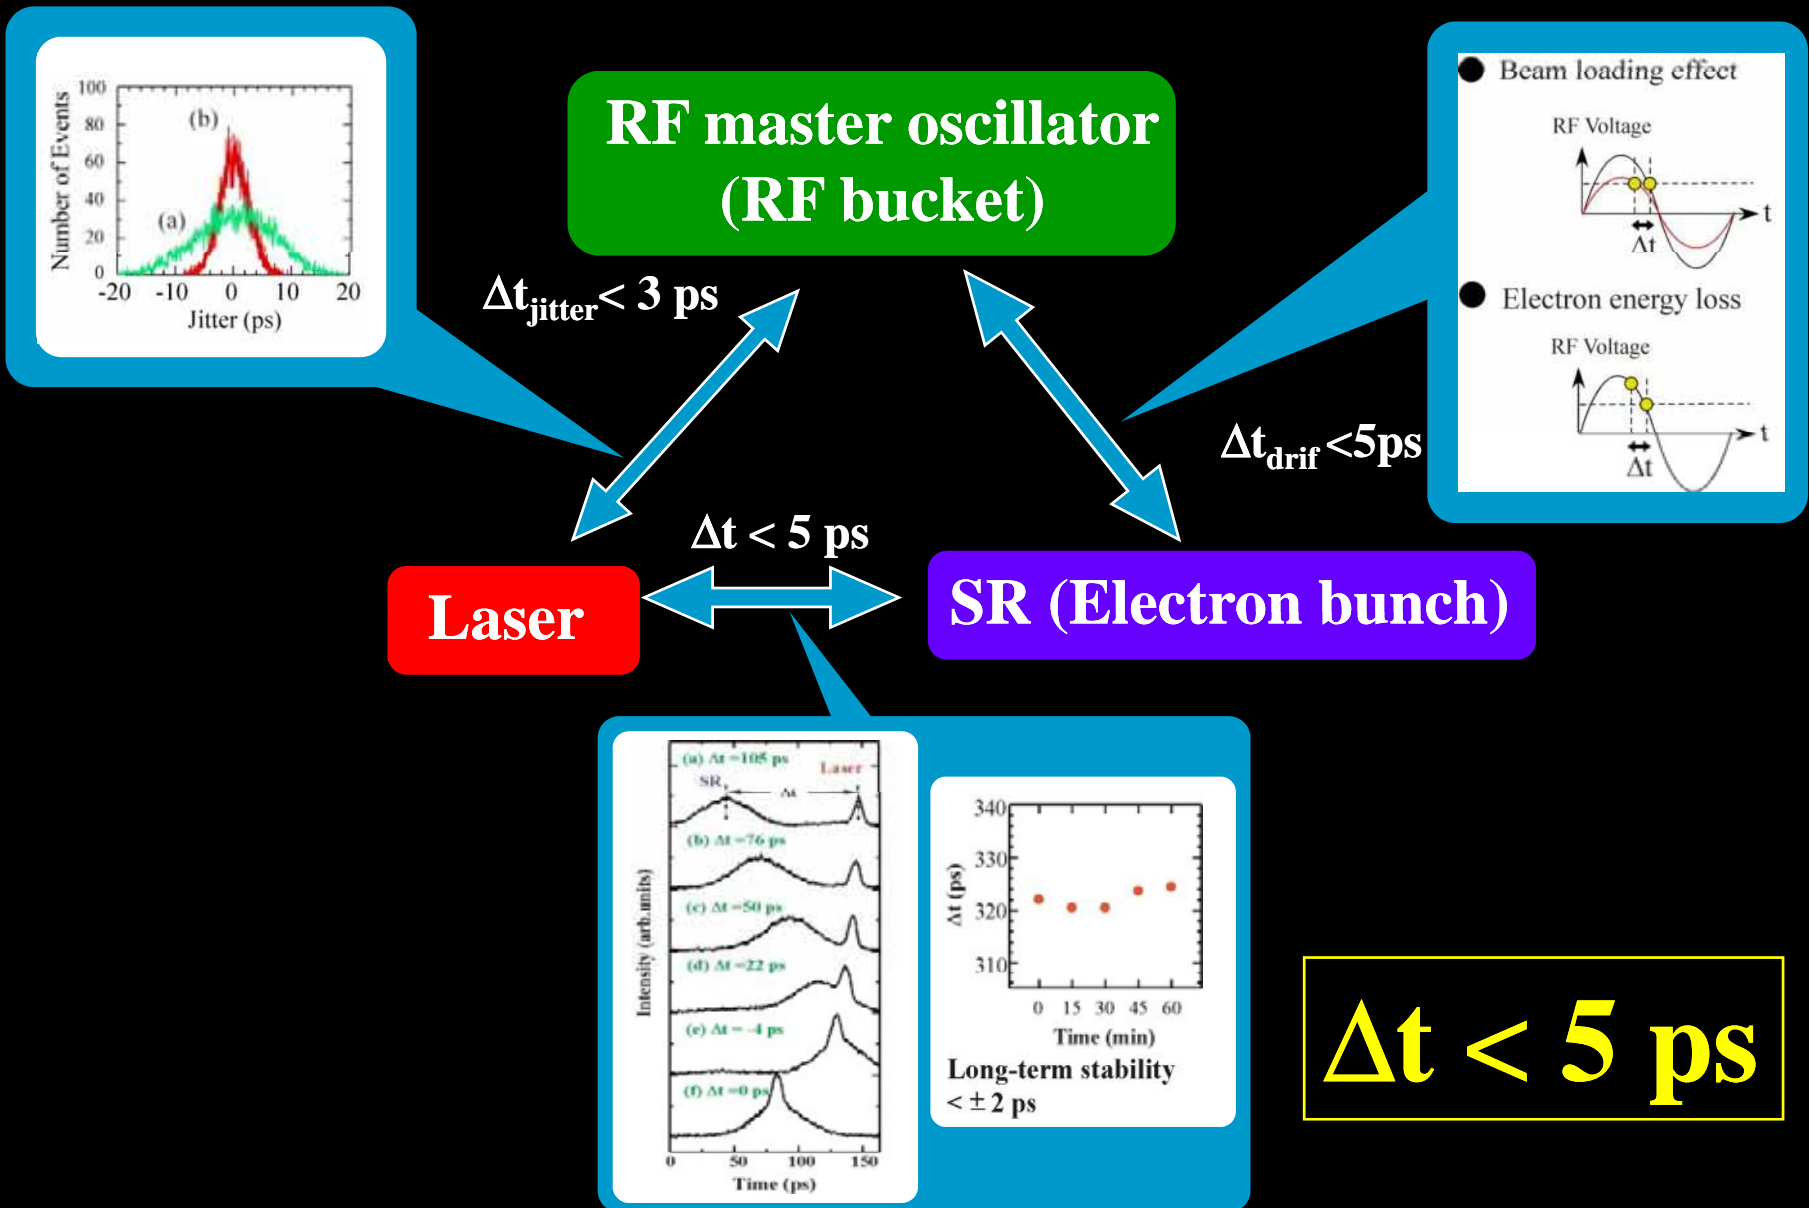 100
80
60
40
20
0
Number of Events
(b)
(a)
-20 -10 0 10 20
Jitter (ps)
RF master oscillator
(RF bucket)
Beam loading effect
RF Voltage
t
Δt
Electron energy loss
RF Voltage
t
Δt
Δtjitter< 3 ps
Δtdrif <5ps
Δt < 5 ps
Laser
SR (Electron bunch)
(a) Δt =105 ps
SR
Laser
Δt
(b) Δt =76 ps
(c) Δt =50 ps
(d) Δt =22 ps
(e) Δt = -4 ps
(f) Δt =0 ps
Intensity (arb.units)
0 50 100 150
Time (ps)
340
330
320
310
Δt (ps)
0 15 30 45 60
Time (min)
Long-term stability
< ± 2 ps
Δt < 5 ps